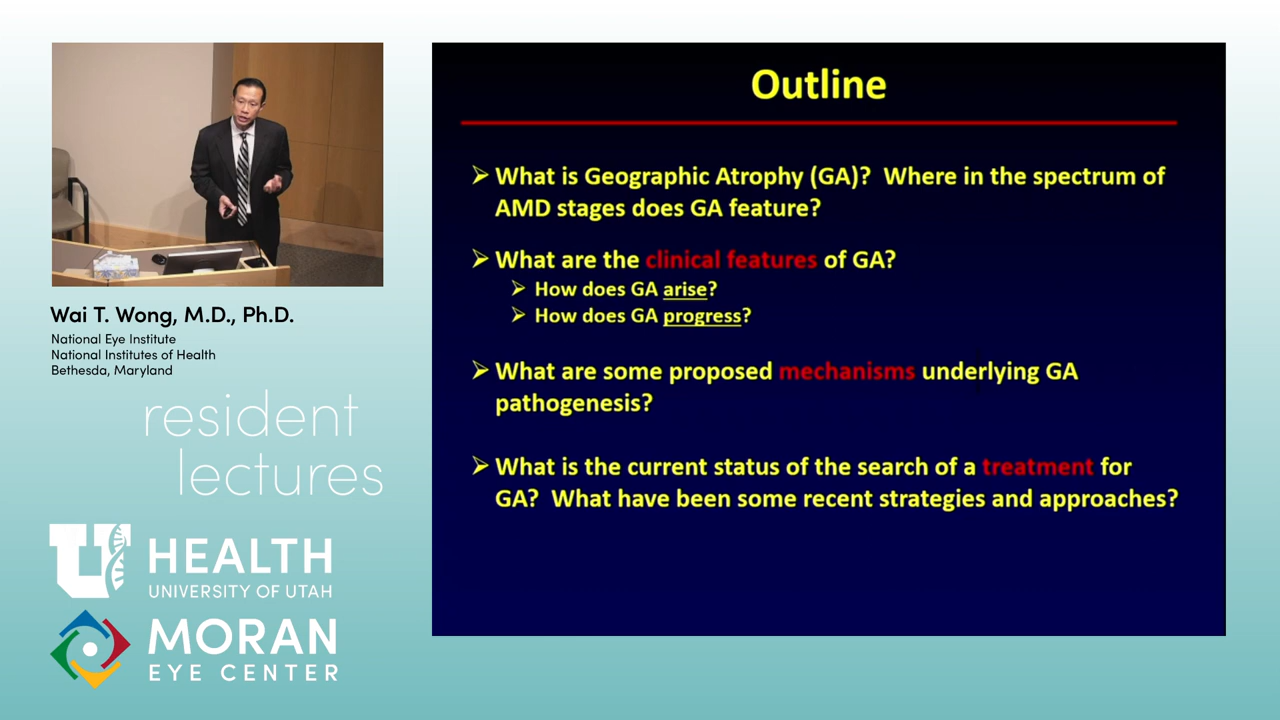 Outline
➢ What is Geographic Atrophy (GA)? Where in the spectrum of
AMD stages does GA feature?
➢ What are the clinical features of GA?
➢ How does GA arise?
➢ How does GA progress?
➢ What are some proposed mechanisms underlying GA
pathogenesis?
➢ What is the current status of the search of a treatment for
GA? What have been some recent strategies and approaches?
Wai T. Wong, M.D., Ph.D.
National Eye Institute
National Institutes of Health
Bethesda, Maryland
resident
lectures
U HEALTH
UNIVERSITY OF UTAH
MORAN
EYE CENTER